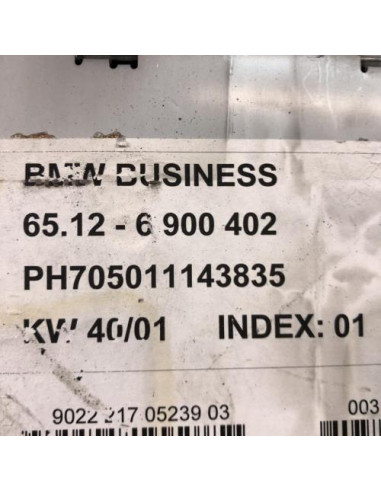 BMW BUSINESS
65.12 - 6 900 402
PH705011143835
KW 40/01 INDEX: 01
9022 217 05239 03 003